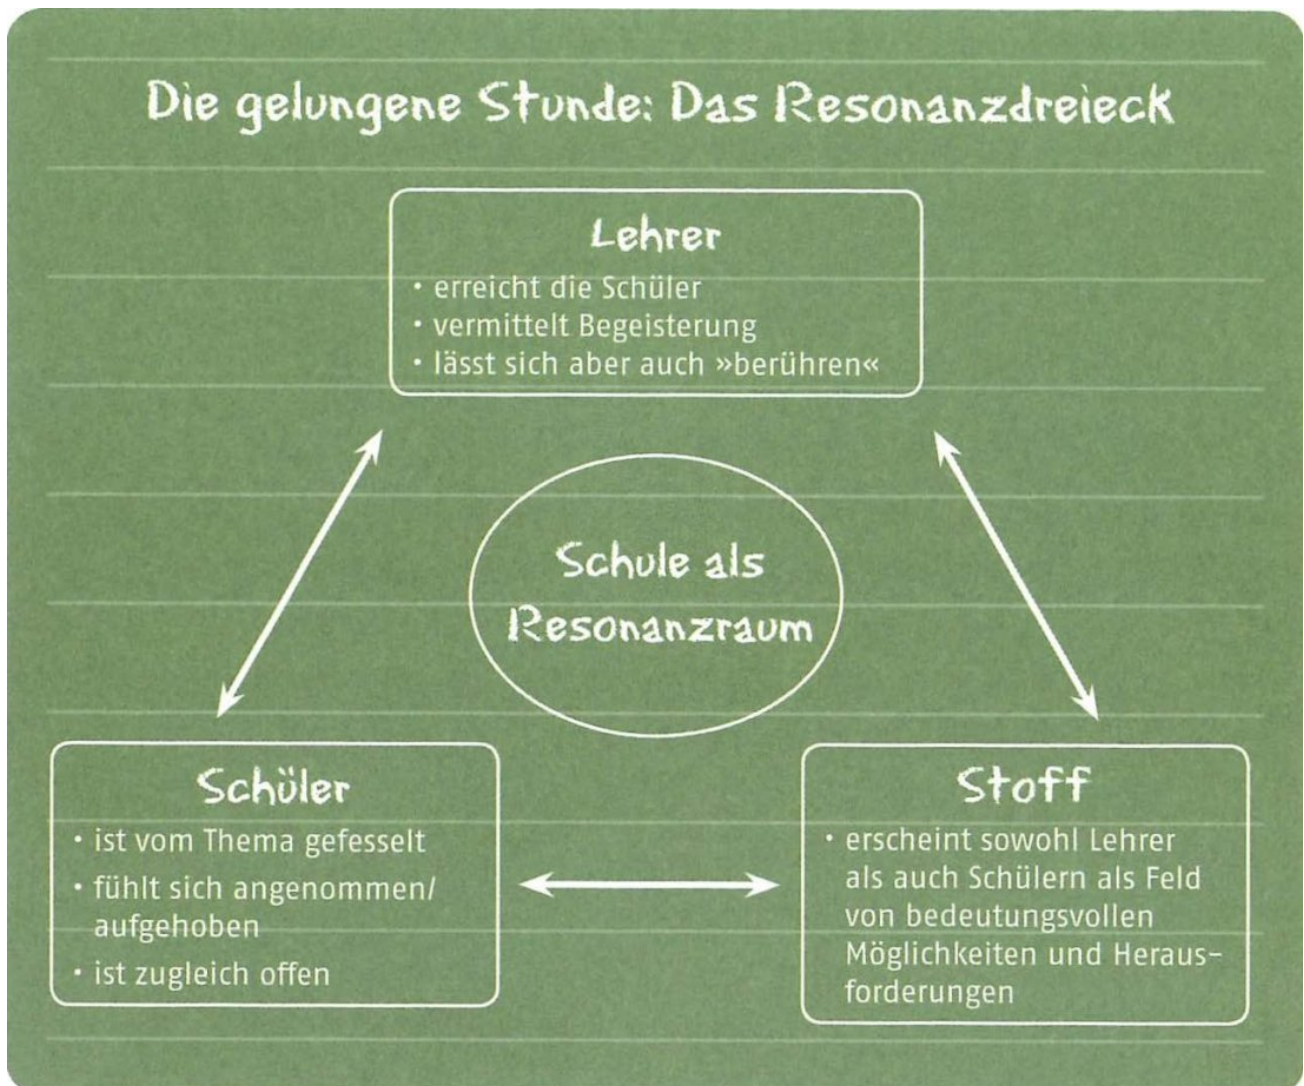 Die gelungene Stunde: Das Resonanzdreieck
Lehrer
• erreicht die Schüler
• vermittelt Begeisterung
• lässt sich aber auch »berühren«
Schule als
Resonanzraum
Schüler
• ist vom Thema gefesselt
• fühlt sich angenommen/
aufgehoben
• ist zugleich offen
Stoff
• erscheint sowohl Lehrer
als auch Schülern als Feld
von bedeutungsvollen
Möglichkeiten und Heraus-
forderungen